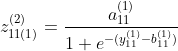 z_{11(1)}^{(2)} = \frac{a_{11}^{(1)}}{1 + e^{-(y_{11}^{(1)} - b_{11}^{(1)})}}